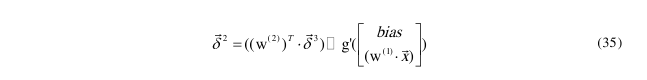 δ⃗² = ((w⁽²⁾)ᵀ · δ⃗³) □ g'([bias
(w⁽¹⁾ · x⃗)]) (35)